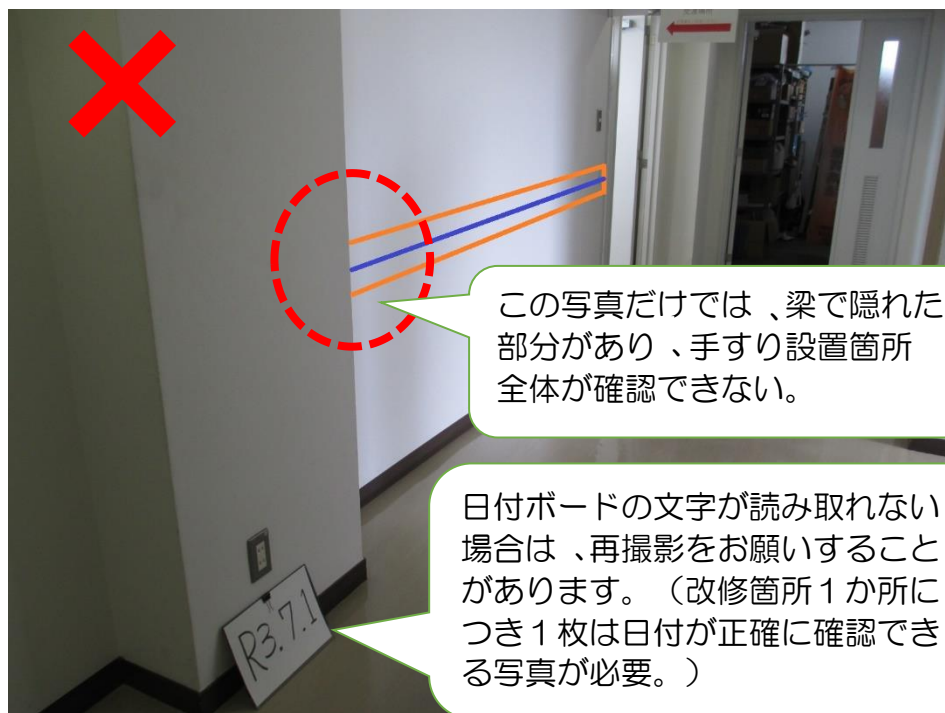 この写真だけでは、梁で隠れた
部分があり、手すり設置箇所
全体が確認できない。
日付ボードの文字が読み取れない
場合は、再撮影をお願いすること
があります。（改修箇所１か所に
つき１枚は日付が正確に確認でき
る写真が必要。）
R3.7.1